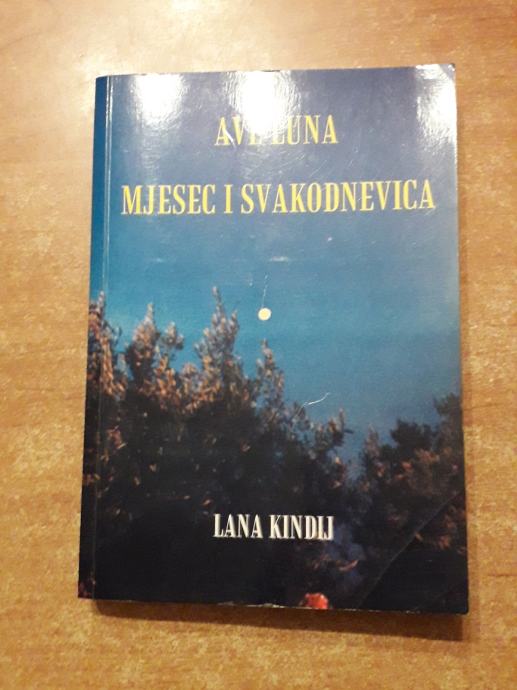 AVE LUNA
MJESEC I SVAKODNEVICA
LANA KINDIJ